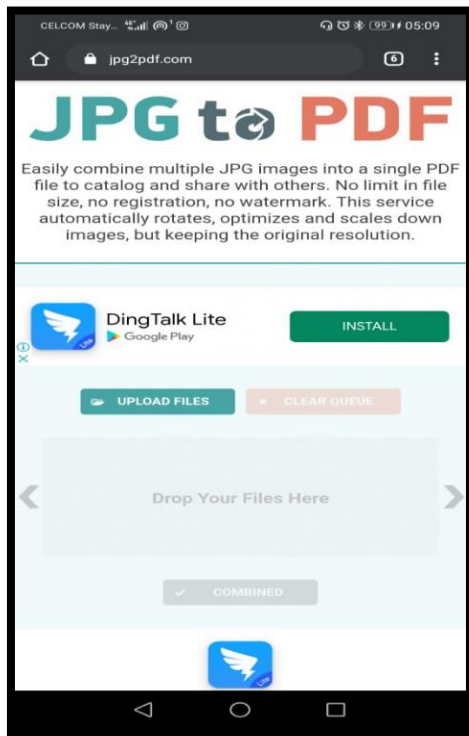 CELCOM Stay... 99 05:09
jpg2pdf.com 6
JPG to PDF
Easily combine multiple JPG images into a single PDF
file to catalog and share with others. No limit in file
size, no registration, no watermark. This service
automatically rotates, optimizes and scales down
images, but keeping the original resolution.
DingTalk Lite
Google Play
INSTALL
Lite
UPLOAD FILES
CLEAR QUEUE
Drop Your Files Here
COMBINED
Lite